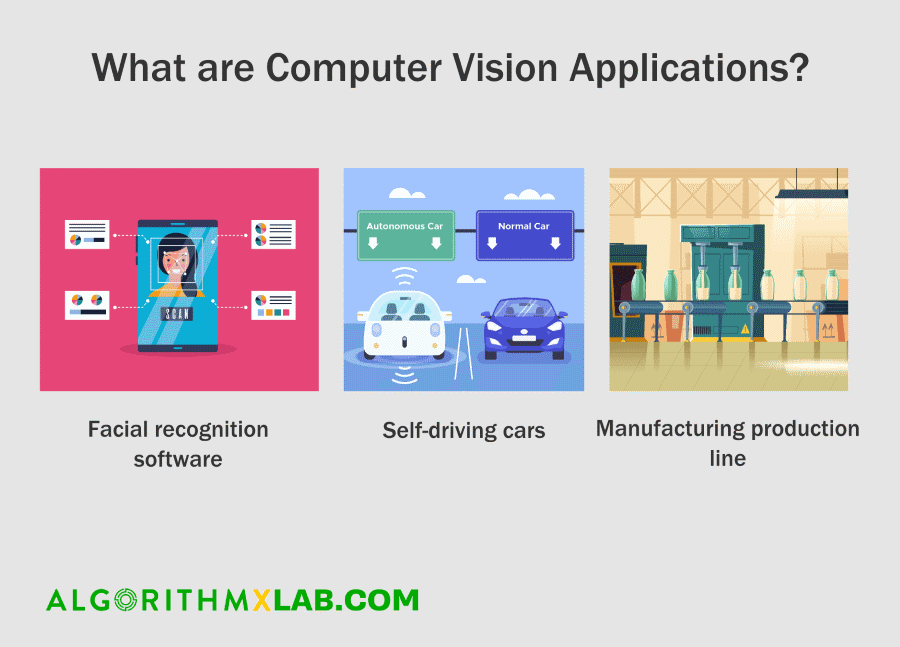 What are Computer Vision Applications?
SCAN
Autonomous Car
Normal Car
Facial recognition
software
Self-driving cars
Manufacturing production
line
ALGORITHMXLAB.COM